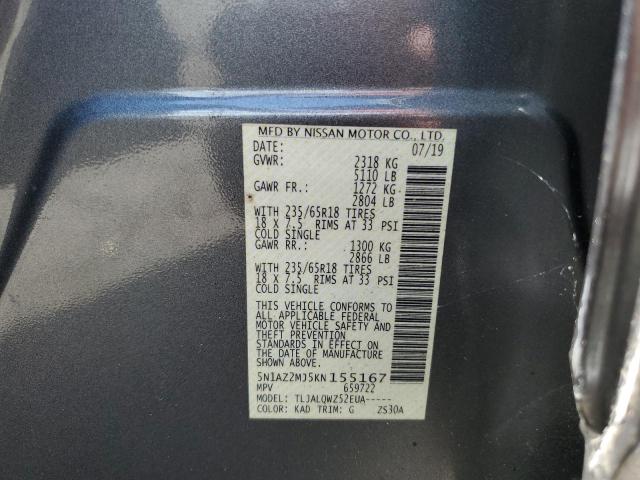 MFD BY NISSAN MOTOR CO., LTD.
DATE: 07/19
GVWR: 2318 KG
5110 LB
GAWR FR.: 1272 KG
2804 LB
WITH 235/65R18 TIRES
18 X 7.5 RIMS AT 33 PSI
COLD SINGLE
GAWR RR.: 1300 KG
2866 LB
WITH 235/65R18 TIRES
18 X 7.5 RIMS AT 33 PSI
COLD SINGLE
THIS VEHICLE CONFORMS TO
ALL APPLICABLE FEDERAL
MOTOR VEHICLE SAFETY AND
THEFT PREVENTION
STANDARDS IN EFFECT ON
THE DATE OF MANUFACTURE
SHOWN ABOVE.
5N1AZ2MJ5KN155167
MPV 659722
MODEL: TLJALQWZ52EUA-----
COLOR: KAD TRIM: G ZS30A